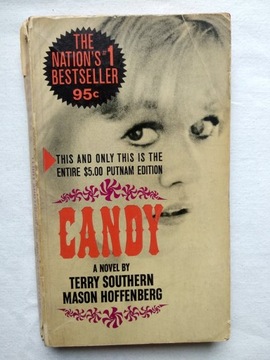 THE
NATION'S #1
BESTSELLER
95¢
THIS AND ONLY THIS IS THE
ENTIRE $5.00 PUTNAM EDITION
CANDY
A NOVEL BY
TERRY SOUTHERN
MASON HOFFENBERG